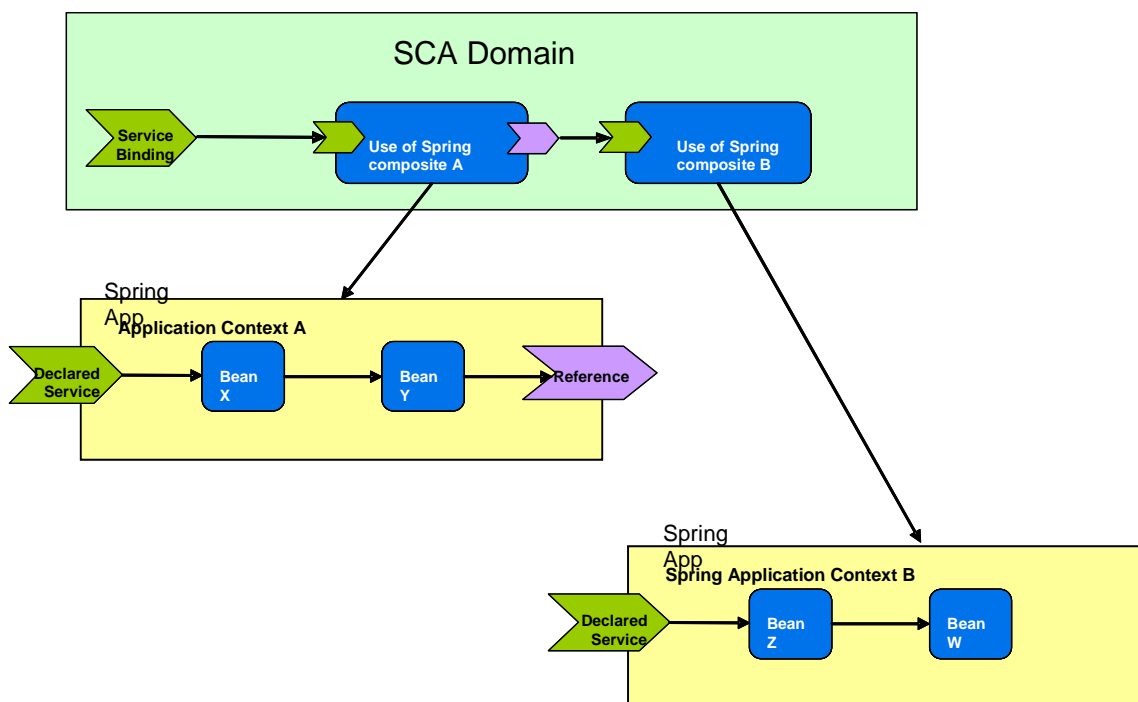 SCA Domain
Service
Binding
Use of Spring
composite A
Use of Spring
composite B
Spring
App
Application Context A
Declared
Service
Bean
X
Bean
Y
Reference
Spring
App
Spring Application Context B
Declared
Service
Bean
Z
Bean
W